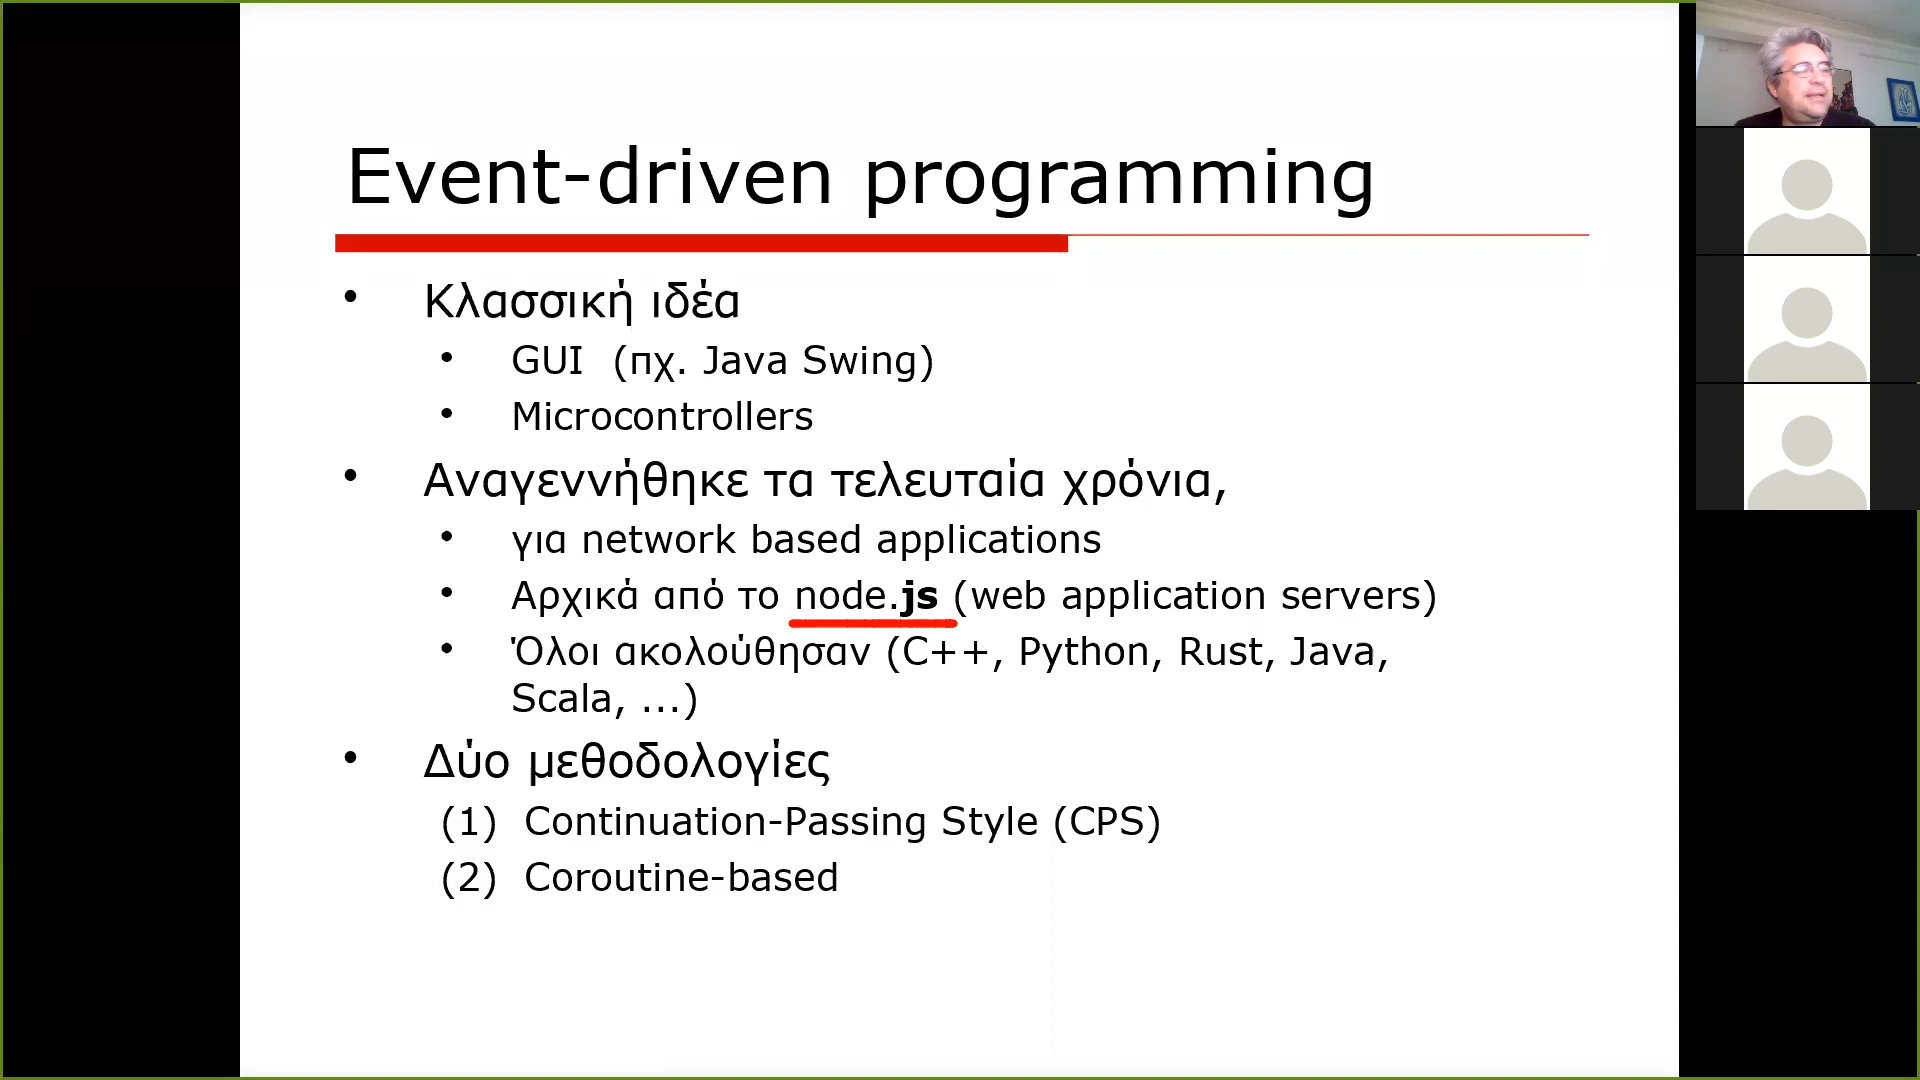 Event-driven programming
• Κλασσική ιδέα
• GUI (πχ. Java Swing)
• Microcontrollers
• Αναγεννήθηκε τα τελευταία χρόνια,
• για network based applications
• Αρχικά από το node.js (web application servers)
• Όλοι ακολούθησαν (C++, Python, Rust, Java,
Scala, ...)
• Δύο μεθοδολογίες
(1) Continuation-Passing Style (CPS)
(2) Coroutine-based